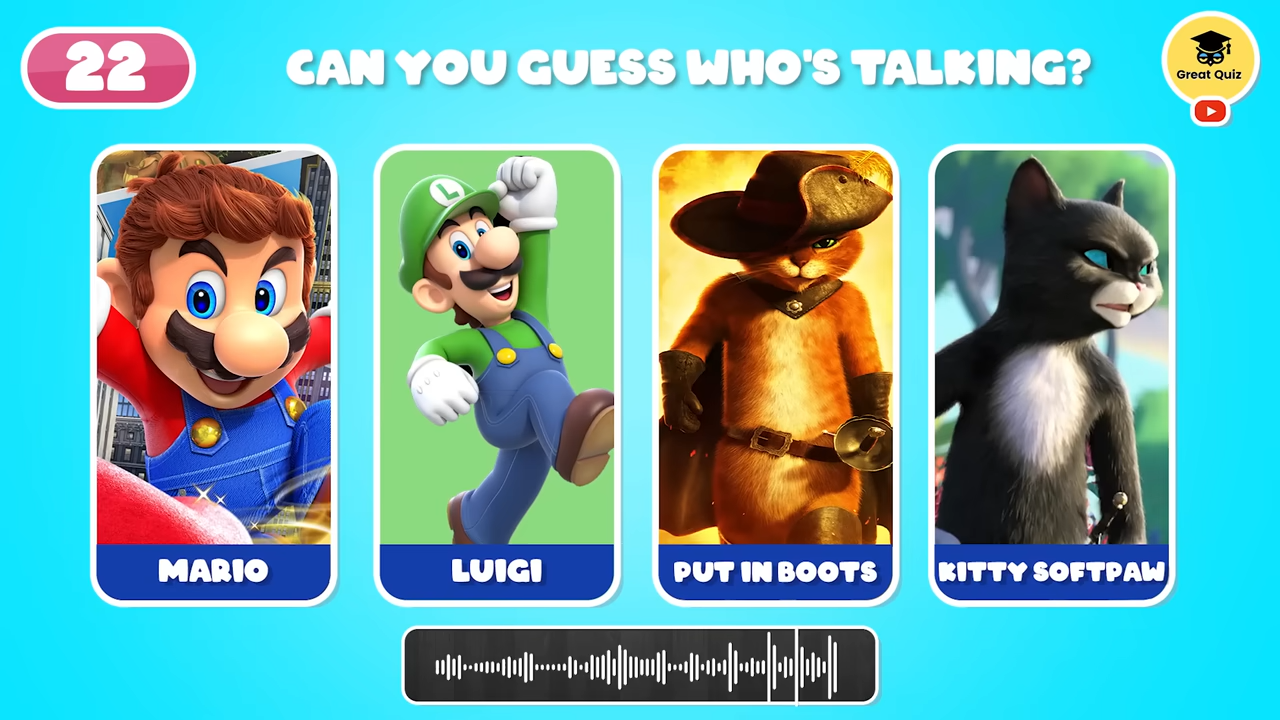 22
CAN YOU GUESS WHO'S TALKING?
Great Quiz
L
MARIO
LUIGI
PUT IN BOOTS
KITTY SOFTPAW